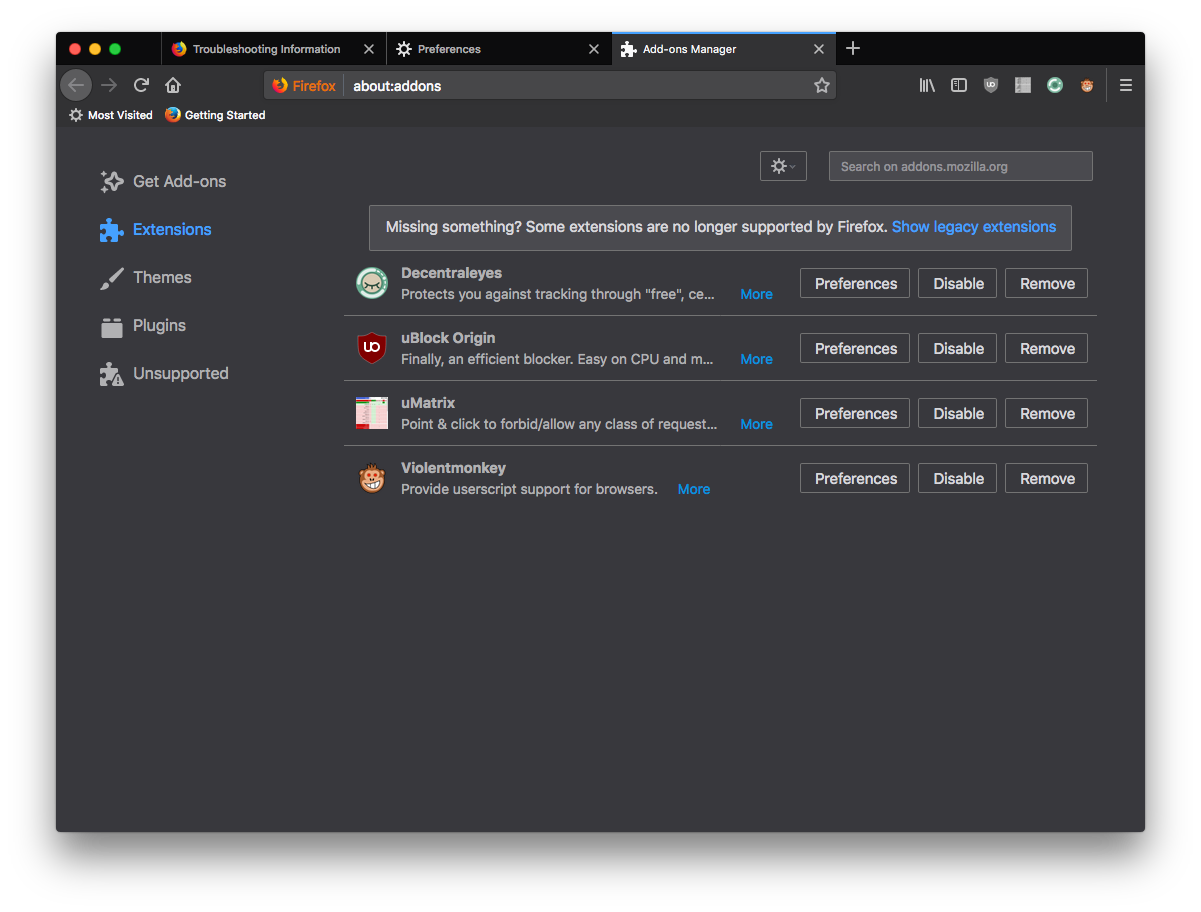 Troubleshooting Information
Preferences
Add-ons Manager
Firefox
about:addons
Most Visited
Getting Started
Search on addons.mozilla.org
Get Add-ons
Extensions
Themes
Plugins
Unsupported
Missing something? Some extensions are no longer supported by Firefox. Show legacy extensions
Decentraleyes
Protects you against tracking through "free", ce... More
Preferences Disable Remove
uBlock Origin
Finally, an efficient blocker. Easy on CPU and m... More
Preferences Disable Remove
uMatrix
Point & click to forbid/allow any class of request... More
Preferences Disable Remove
Violentmonkey
Provide userscript support for browsers. More
Preferences Disable Remove